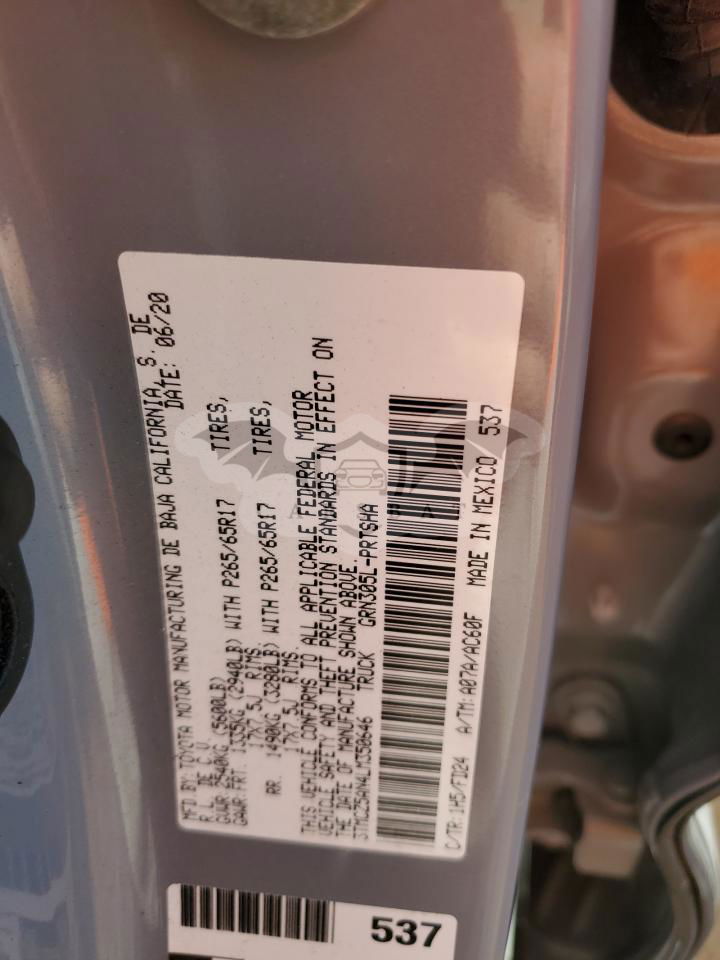 MFD.BY:TOYOTA MOTOR MANUFACTURING DE BAJA CALIFORNIA, S. DE
R.L. DE C.V. DATE: 06/20
GVWR 2540KG (5600LB)
GAWR FRT. 1335KG (2940LB) WITH P265/65R17 TIRES,
17X7.5J RIMS.
RR. 1490KG (3280LB) WITH P265/65R17 TIRES,
17X7.5J RIMS.
THIS VEHICLE CONFORMS TO ALL APPLICABLE FEDERAL MOTOR
VEHICLE SAFETY AND THEFT PREVENTION STANDARDS IN EFFECT ON
THE DATE OF MANUFACTURE SHOWN ABOVE.
3TMCZ5AN4LM350646 TRUCK GRN305L-PRTSHA
C/TR:1H5/FD24 A/TM:A07A/AC60F MADE IN MEXICO 537
537